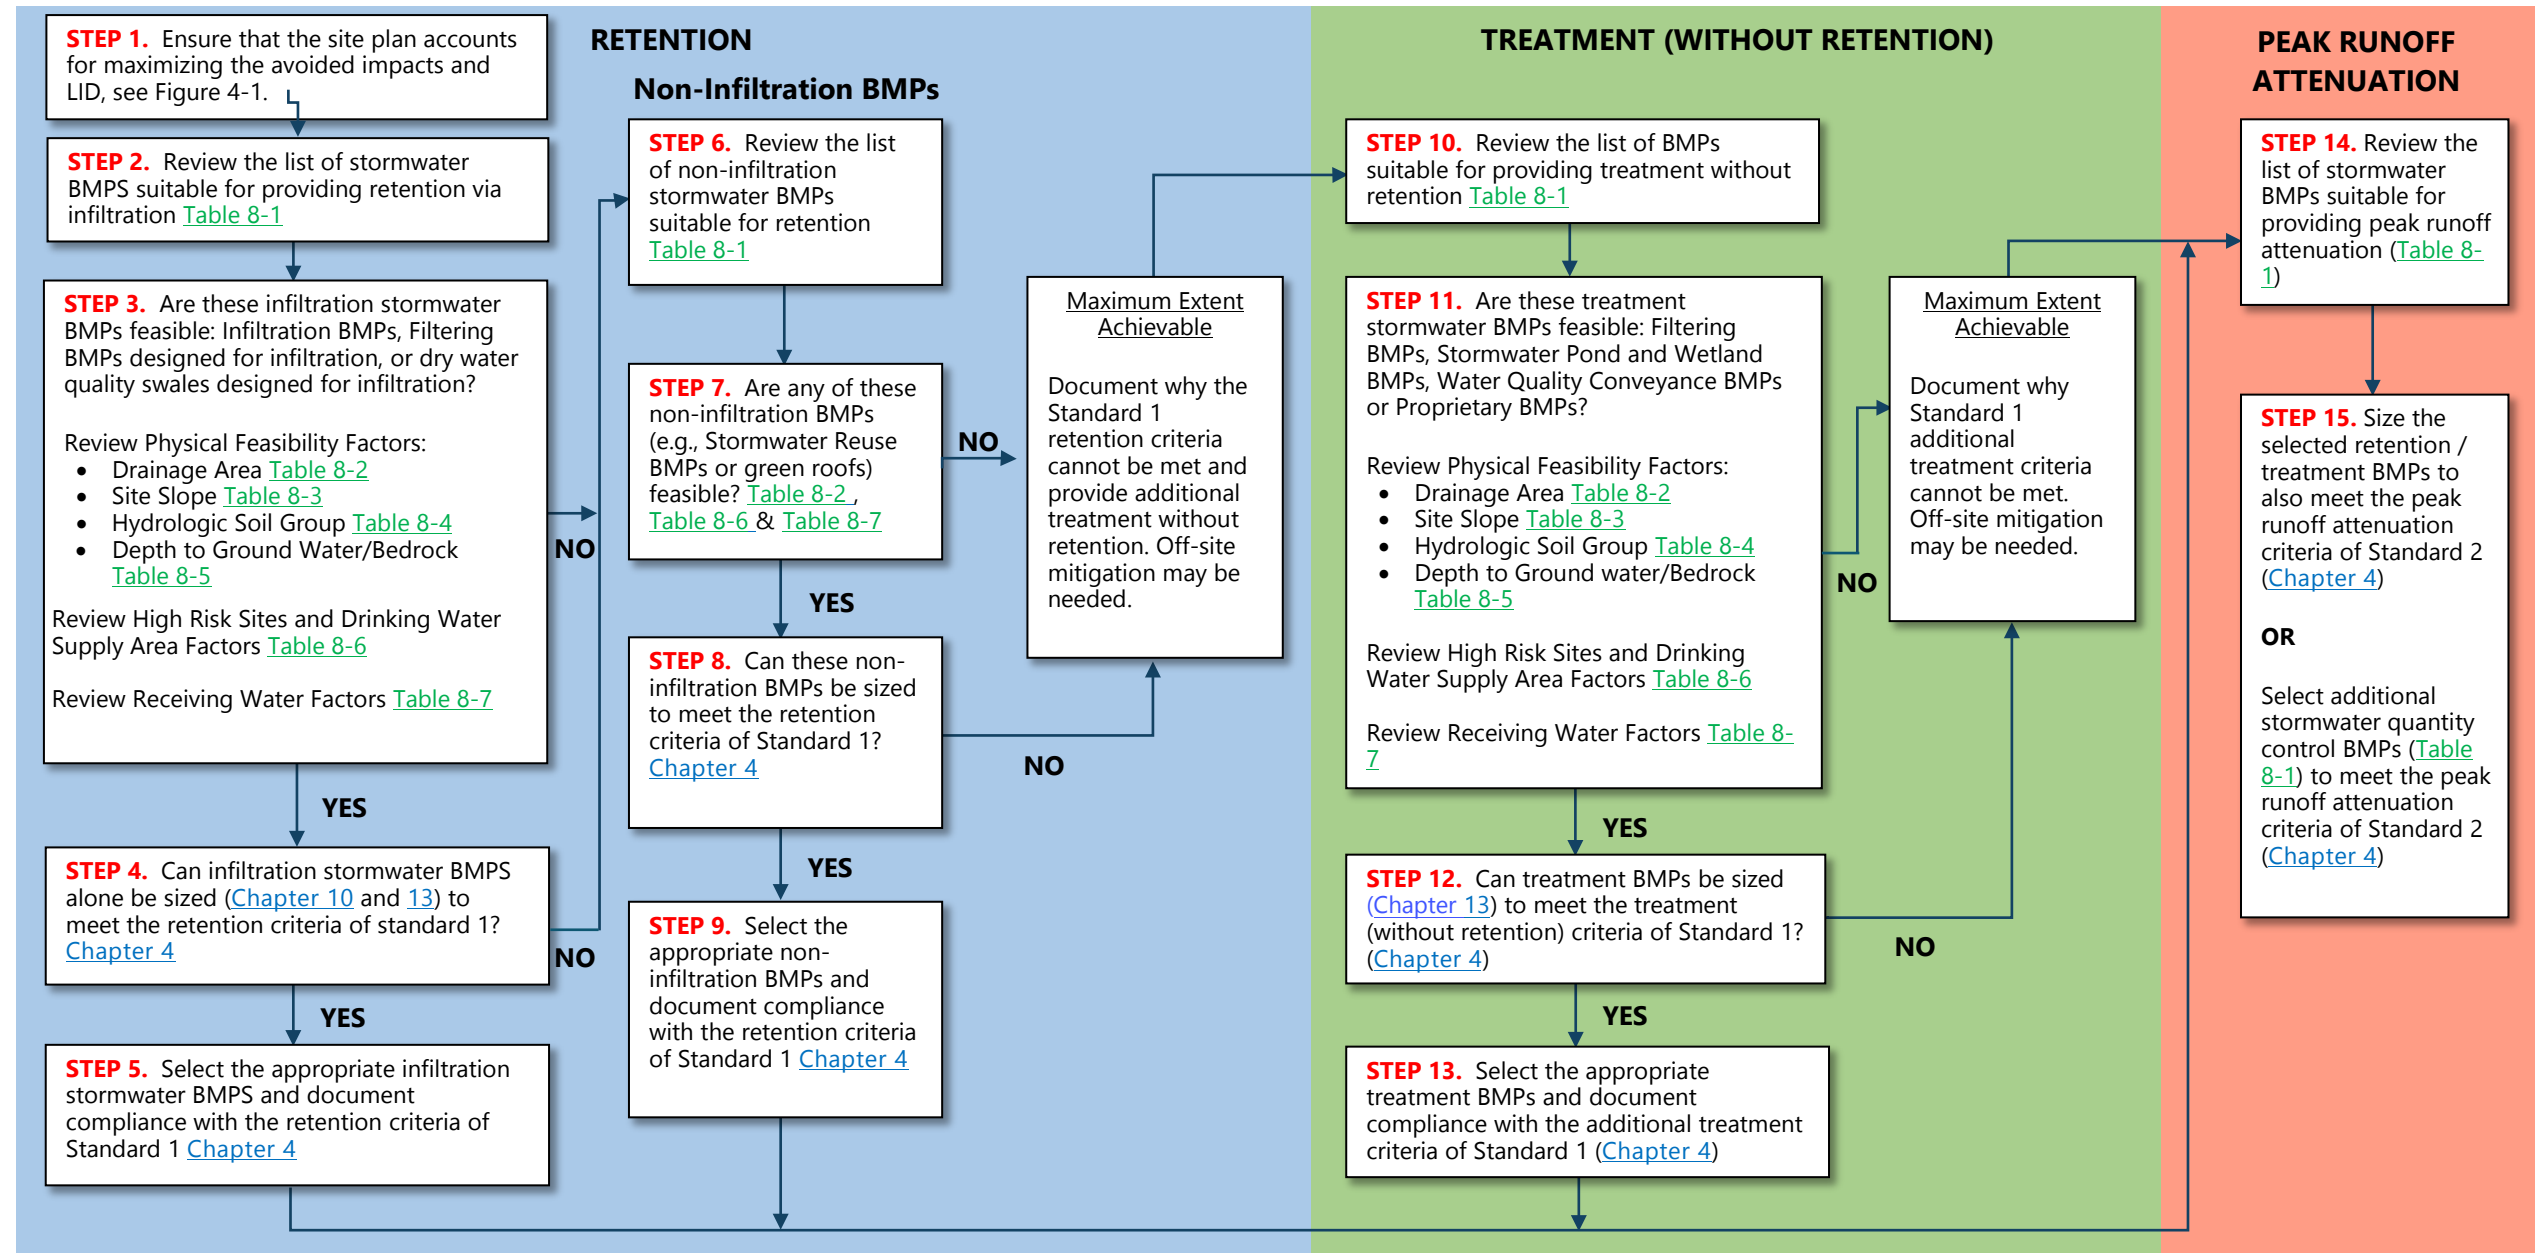 RETENTION
STEP 1. Ensure that the site plan accounts
for maximizing the avoided impacts and
LID, see Figure 4-1.
STEP 2. Review the list of stormwater
BMPS suitable for providing retention via
infiltration Table 8-1
STEP 3. Are these infiltration stormwater
BMPs feasible: Infiltration BMPs, Filtering
BMPs designed for infiltration, or dry water
quality swales designed for infiltration?
Review Physical Feasibility Factors:
• Drainage Area Table 8-2
• Site Slope Table 8-3
• Hydrologic Soil Group Table 8-4
• Depth to Ground Water/Bedrock
Table 8-5
Review High Risk Sites and Drinking Water
Supply Area Factors Table 8-6
Review Receiving Water Factors Table 8-7
NO
YES
STEP 4. Can infiltration stormwater BMPS
alone be sized (Chapter 10 and 13) to
meet the retention criteria of standard 1?
Chapter 4
NO
YES
STEP 5. Select the appropriate infiltration
stormwater BMPS and document
compliance with the retention criteria of
Standard 1 Chapter 4
Non-Infiltration BMPs
STEP 6. Review the list
of non-infiltration
stormwater BMPs
suitable for retention
Table 8-1
STEP 7. Are any of these
non-infiltration BMPs
(e.g., Stormwater Reuse
BMPs or green roofs)
feasible? Table 8-2 ,
Table 8-6 & Table 8-7
NO
YES
STEP 8. Can these non-
infiltration BMPs be sized
to meet the retention
criteria of Standard 1?
Chapter 4
NO
YES
STEP 9. Select the
appropriate non-
infiltration BMPs and
document compliance
with the retention criteria
of Standard 1 Chapter 4
Maximum Extent
Achievable
Document why the
Standard 1
retention criteria
cannot be met and
provide additional
treatment without
retention. Off-site
mitigation may be
needed.
TREATMENT (WITHOUT RETENTION)
STEP 10. Review the list of BMPs
suitable for providing treatment without
retention Table 8-1
STEP 11. Are these treatment
stormwater BMPs feasible: Filtering
BMPs, Stormwater Pond and Wetland
BMPs, Water Quality Conveyance BMPs
or Proprietary BMPs?
Review Physical Feasibility Factors:
• Drainage Area Table 8-2
• Site Slope Table 8-3
• Hydrologic Soil Group Table 8-4
• Depth to Ground water/Bedrock
Table 8-5
Review High Risk Sites and Drinking
Water Supply Area Factors Table 8-6
Review Receiving Water Factors Table 8-
7
NO
YES
STEP 12. Can treatment BMPs be sized
(Chapter 13) to meet the treatment
(without retention) criteria of Standard 1?
(Chapter 4)
NO
YES
STEP 13. Select the appropriate
treatment BMPs and document
compliance with the additional treatment
criteria of Standard 1 (Chapter 4)
Maximum Extent
Achievable
Document why
Standard 1
additional
treatment criteria
cannot be met.
Off-site mitigation
may be needed.
PEAK RUNOFF
ATTENUATION
STEP 14. Review the
list of stormwater
BMPs suitable for
providing peak runoff
attenuation (Table 8-
1)
STEP 15. Size the
selected retention /
treatment BMPs to
also meet the peak
runoff attenuation
criteria of Standard 2
(Chapter 4)
OR
Select additional
stormwater quantity
control BMPs (Table
8-1) to meet the peak
runoff attenuation
criteria of Standard 2
(Chapter 4)